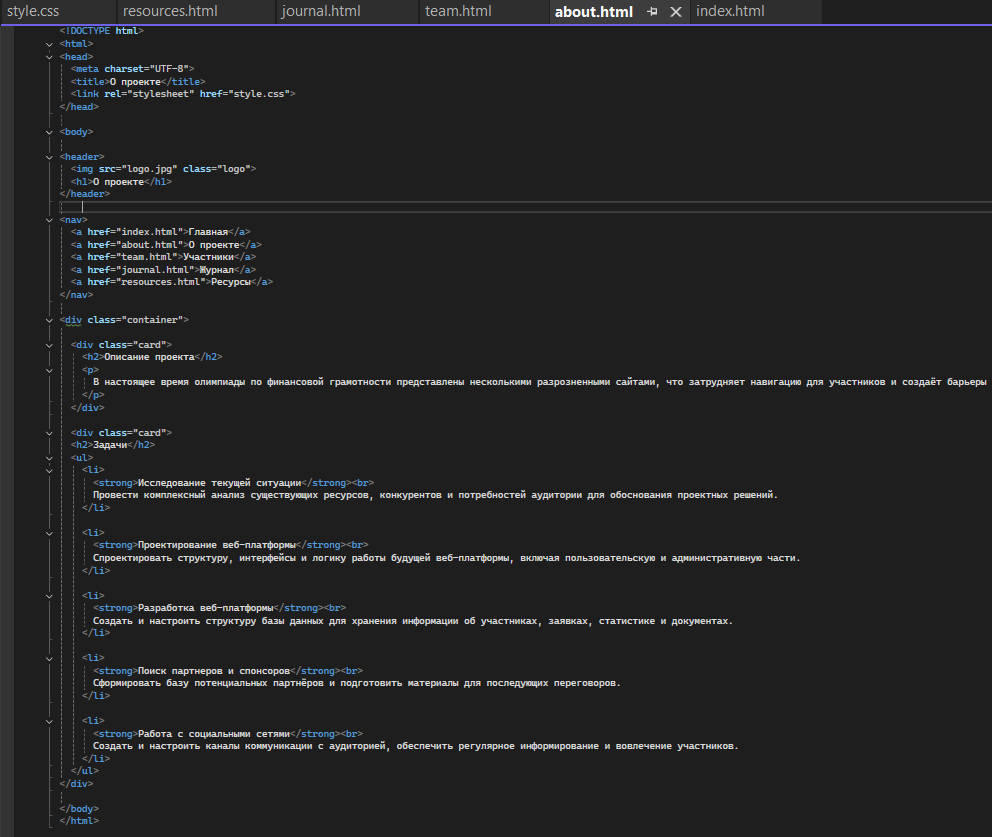 style.css resources.html journal.html team.html about.html index.html
<!DOCTYPE html>
<html>
<head>
<meta charset="UTF-8">
<title>О проекте</title>
<link rel="stylesheet" href="style.css">
</head>
<body>
<header>
<img src="logo.jpg" class="logo">
<h1>О проекте</h1>
</header>
<nav>
<a href="index.html">Главная</a>
<a href="about.html">О проекте</a>
<a href="team.html">Участники</a>
<a href="journal.html">Журнал</a>
<a href="resources.html">Ресурсы</a>
</nav>
<div class="container">
<div class="card">
<h2>Описание проекта</h2>
<p>
В настоящее время олимпиады по финансовой грамотности представлены несколькими разрозненными сайтами, что затрудняет навигацию для участников и создаёт барьеры
</p>
</div>
<div class="card">
<h2>Задачи</h2>
<ul>
<li>
<strong>Исследование текущей ситуации</strong><br>
Провести комплексный анализ существующих ресурсов, конкурентов и потребностей аудитории для обоснования проектных решений.
</li>
<li>
<strong>Проектирование веб-платформы</strong><br>
Спроектировать структуру, интерфейсы и логику работы будущей веб-платформы, включая пользовательскую и административную части.
</li>
<li>
<strong>Разработка веб-платформы</strong><br>
Создать и настроить структуру базы данных для хранения информации об участниках, заявках, статистике и документах.
</li>
<li>
<strong>Поиск партнеров и спонсоров</strong><br>
Сформировать базу потенциальных партнёров и подготовить материалы для последующих переговоров.
</li>
<li>
<strong>Работа с социальными сетями</strong><br>
Создать и настроить каналы коммуникации с аудиторией, обеспечить регулярное информирование и вовлечение участников.
</li>
</ul>
</div>
</body>
</html>